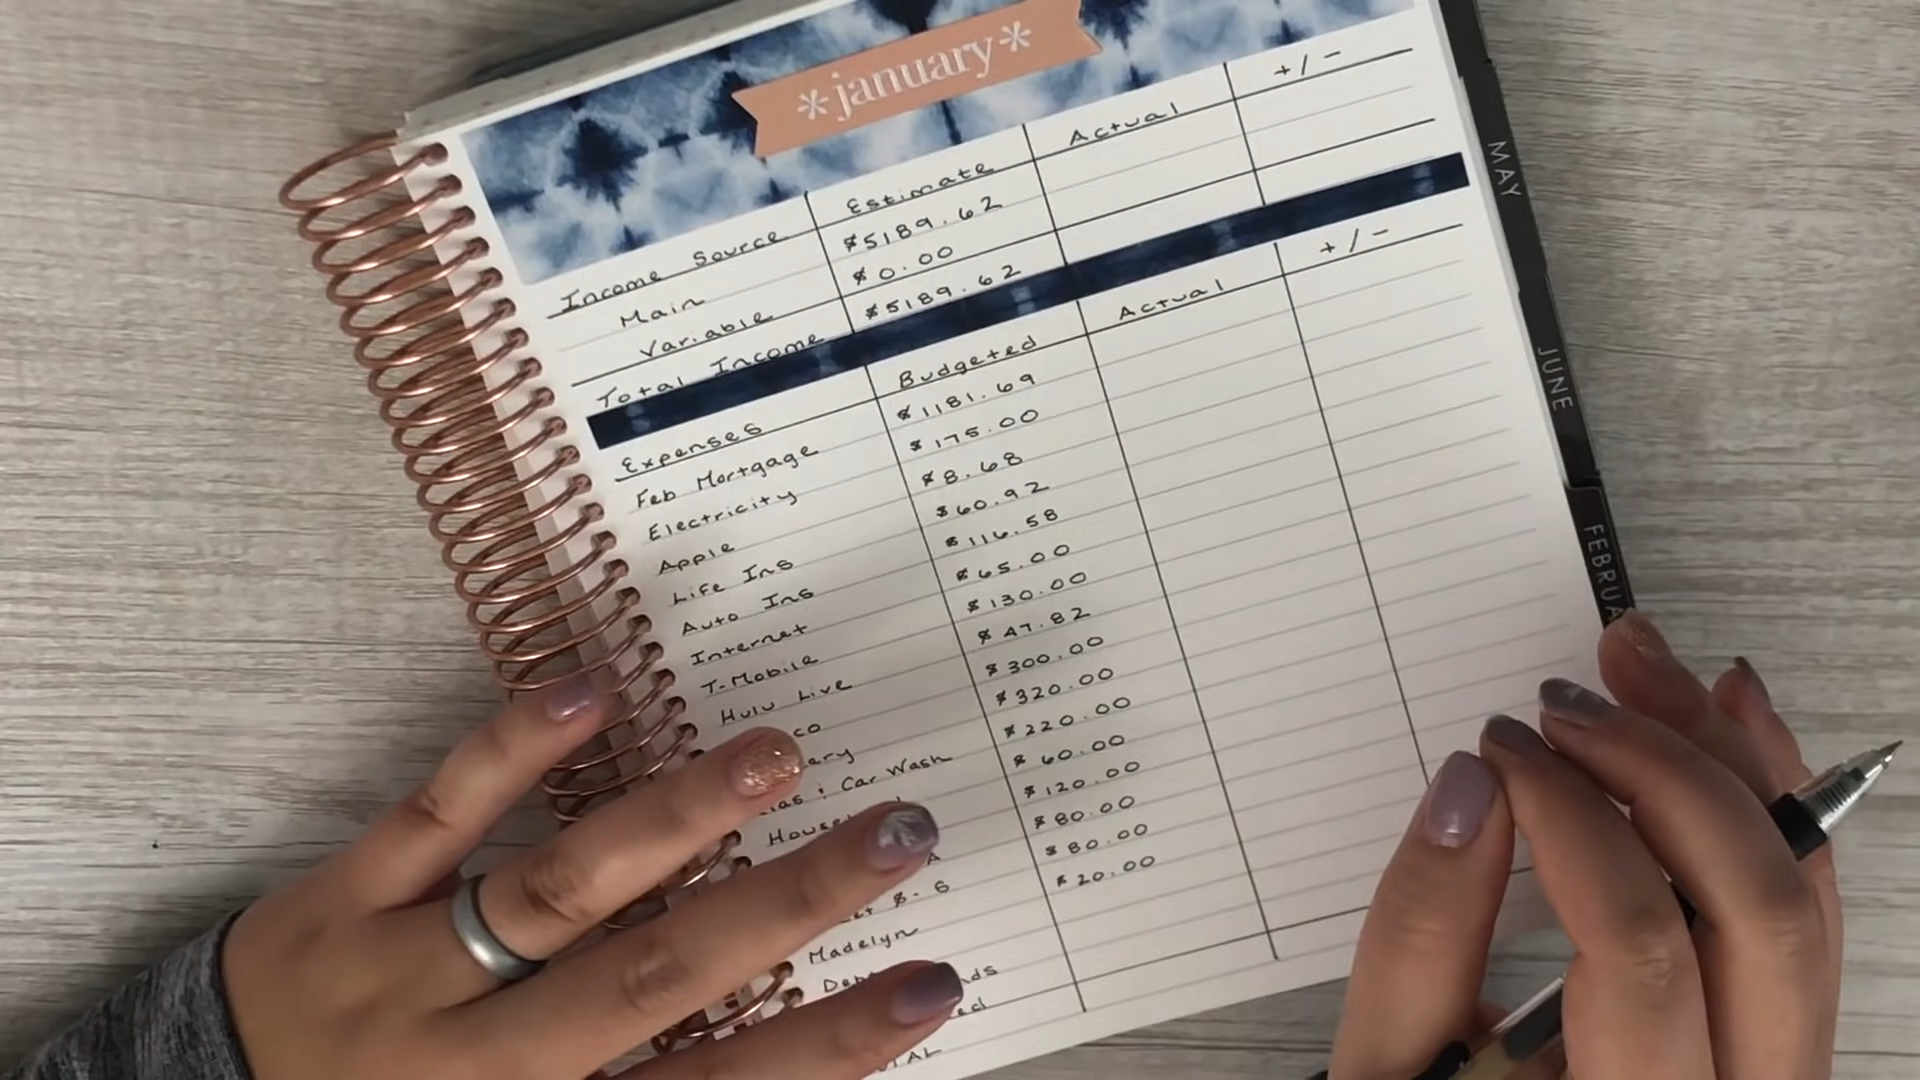 *january*
Income Source Estimate Actual +/-
Main $5189.62
Variable $0.00
Total Income $5189.62
Expenses Budgeted Actual +/-
Feb Mortgage $1181.69
Electricity $175.00
Apple $8.68
Life Ins $60.92
Auto Ins $116.58
Internet $65.00
T-Mobile $130.00
Hulu Live $47.82
$300.00
$320.00
Car Wash $220.00
$60.00
$120.00
$80.00
Madelyn $80.00
$20.00
MAY
JUNE